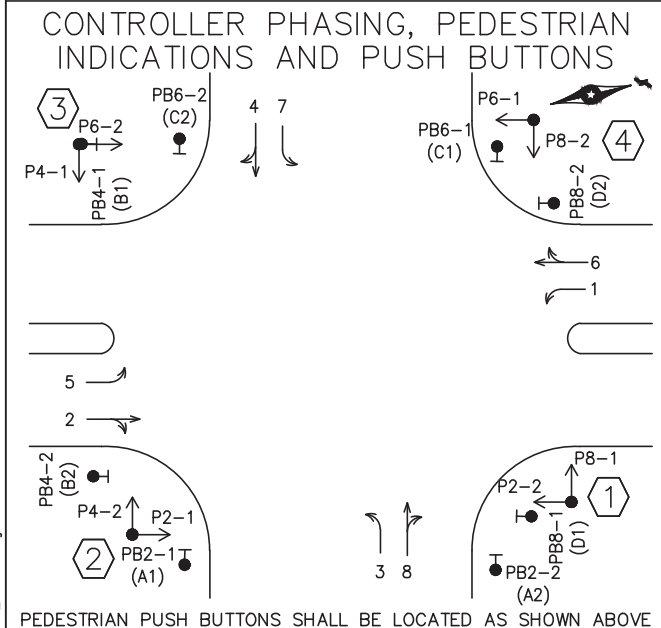 CONTROLLER PHASING, PEDESTRIAN
INDICATIONS AND PUSH BUTTONS
3
P6-2
P4-1
PB4-1
(B1)
PB6-2
(C2)
4 7
P6-1
PB6-1
(C1)
P8-2
4
PB8-2
(D2)
6
1
5
2
PB4-2
(B2)
P4-2
P2-1
2
PB2-1
(A1)
3 8
P8-1
P2-2
1
PB8-1
(D1)
PB2-2
(A2)
PEDESTRIAN PUSH BUTTONS SHALL BE LOCATED AS SHOWN ABOVE